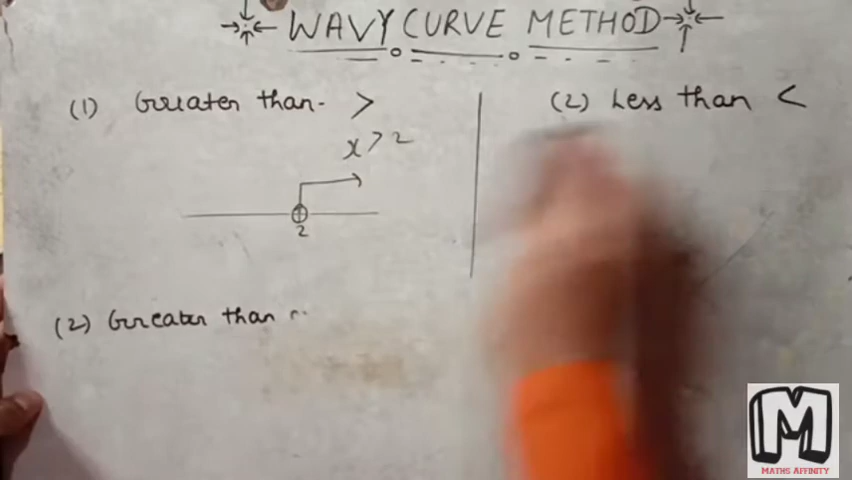 WAVY CURVE METHOD
(1) Greater than. >
x > 2
2
(2) Less than <
(2) Greater than
M
MATHS AFFINITY